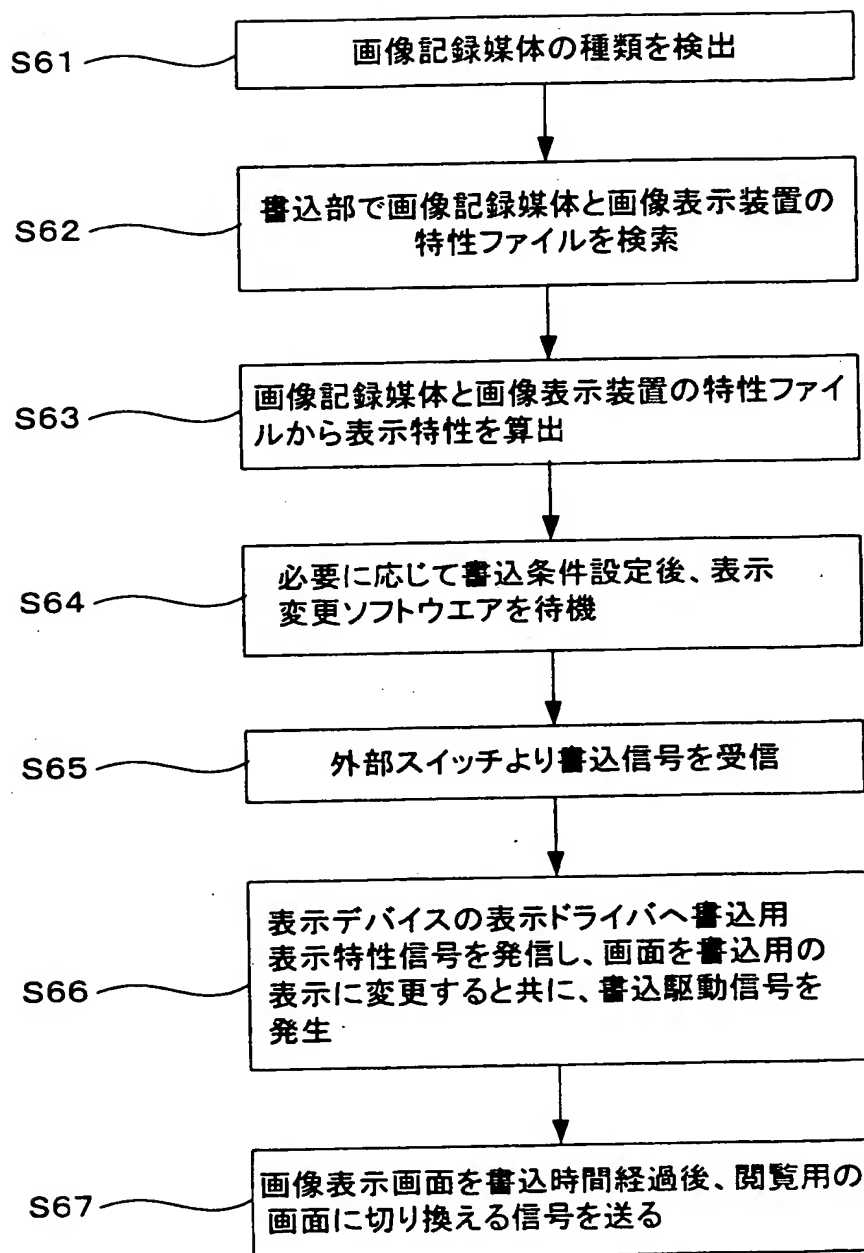 S61
画像記録媒体の種類を検出
S62
書込部で画像記録媒体と画像表示装置の
特性ファイルを検索
S63
画像記録媒体と画像表示装置の特性ファイ
ルから表示特性を算出
S64
必要に応じて書込条件設定後、表示
変更ソフトウエアを待機
S65
外部スイッチより書込信号を受信
S66
表示デバイスの表示ドライバへ書込用
表示特性信号を発信し、画面を書込用の
表示に変更すると共に、書込駆動信号を
発生
S67
画像表示画面を書込時間経過後、閲覧用の
画面に切り換える信号を送る